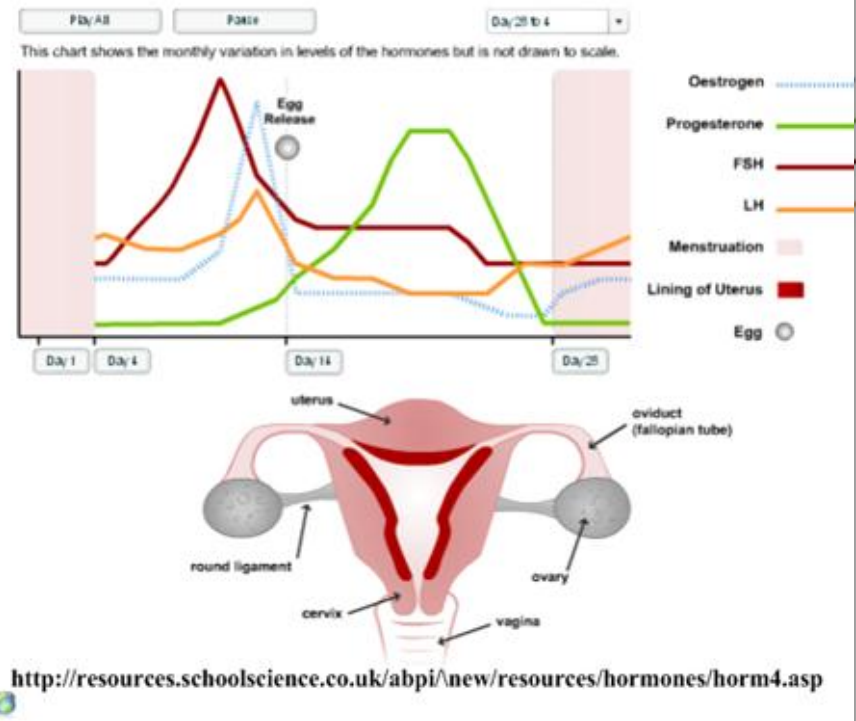 Play All
Pause
Day 28 to 4
This chart shows the monthly variation in levels of the hormones but is not drawn to scale.
Egg
Release
Oestrogen
Progesterone
FSH
LH
Menstruation
Lining of Uterus
Egg
Day 1
Day 4
Day 14
Day 28
uterus
oviduct
(fallopian tube)
round ligament
ovary
cervix
vagina
http://resources.schoolscience.co.uk/abpi/\new/resources/hormones/horm4.asp